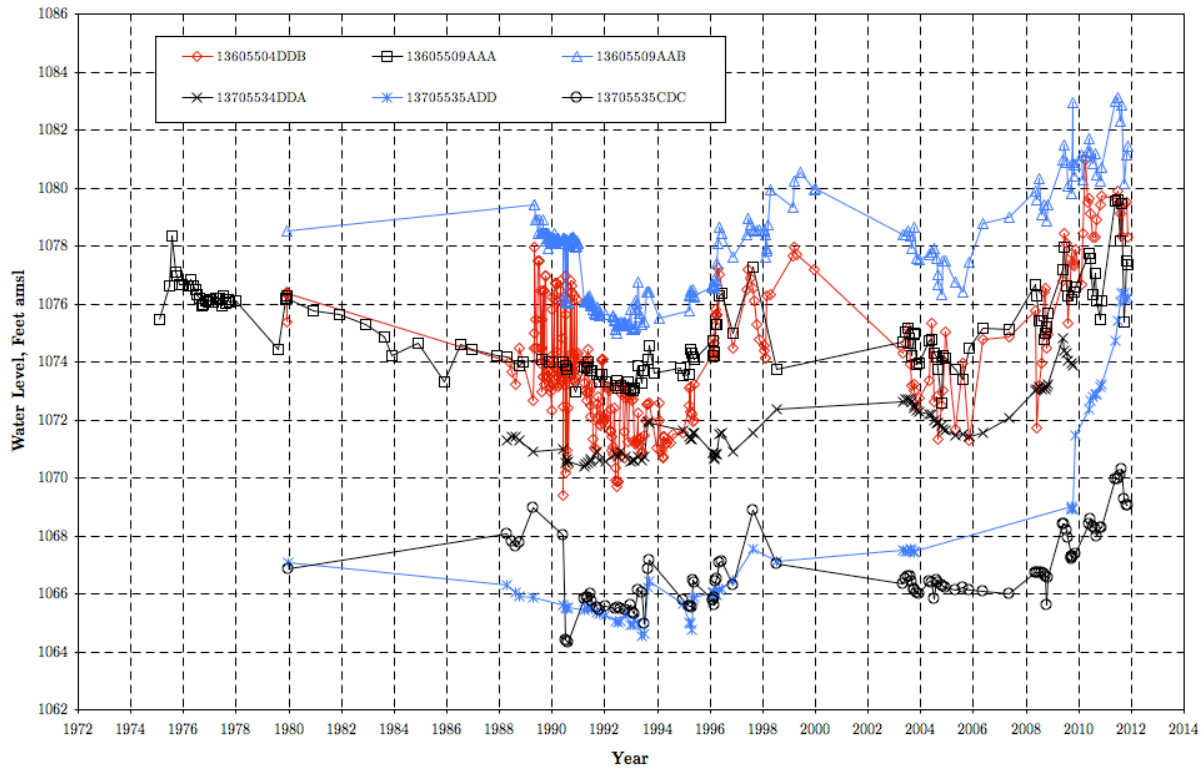 1086
1084
1082
1080
1078
1076
1074
1072
1070
1068
1066
1064
1062
Water Level, Feet amsl
13605504DDB 13605509AAA 13605509AAB
13705534DDA 13705535ADD 13705535CDC
1972 1974 1976 1978 1980 1982 1984 1986 1988 1990 1992 1994 1996 1998 2000 2002 2004 2006 2008 2010 2012 2014
Year